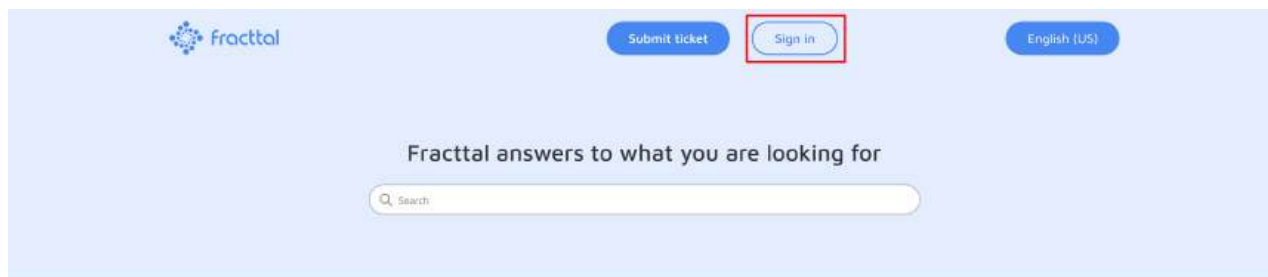 fracttal
Submit ticket
Sign in
English (US)
Fracttal answers to what you are looking for
Search